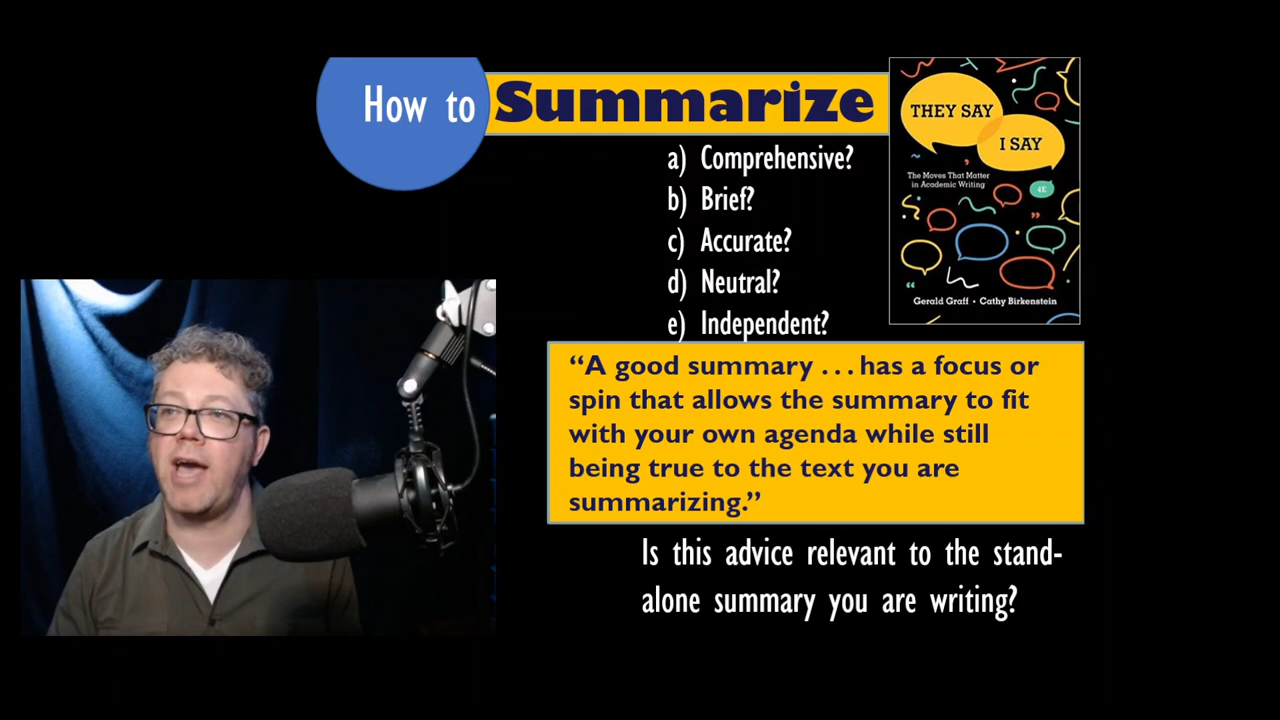 How to Summarize
a) Comprehensive?
b) Brief?
c) Accurate?
d) Neutral?
e) Independent?
THEY SAY
I SAY
The Moves That Matter
in Academic Writing
4E
Gerald Graff • Cathy Birkenstein
“A good summary . . . has a focus or
spin that allows the summary to fit
with your own agenda while still
being true to the text you are
summarizing.”
Is this advice relevant to the stand-
alone summary you are writing?